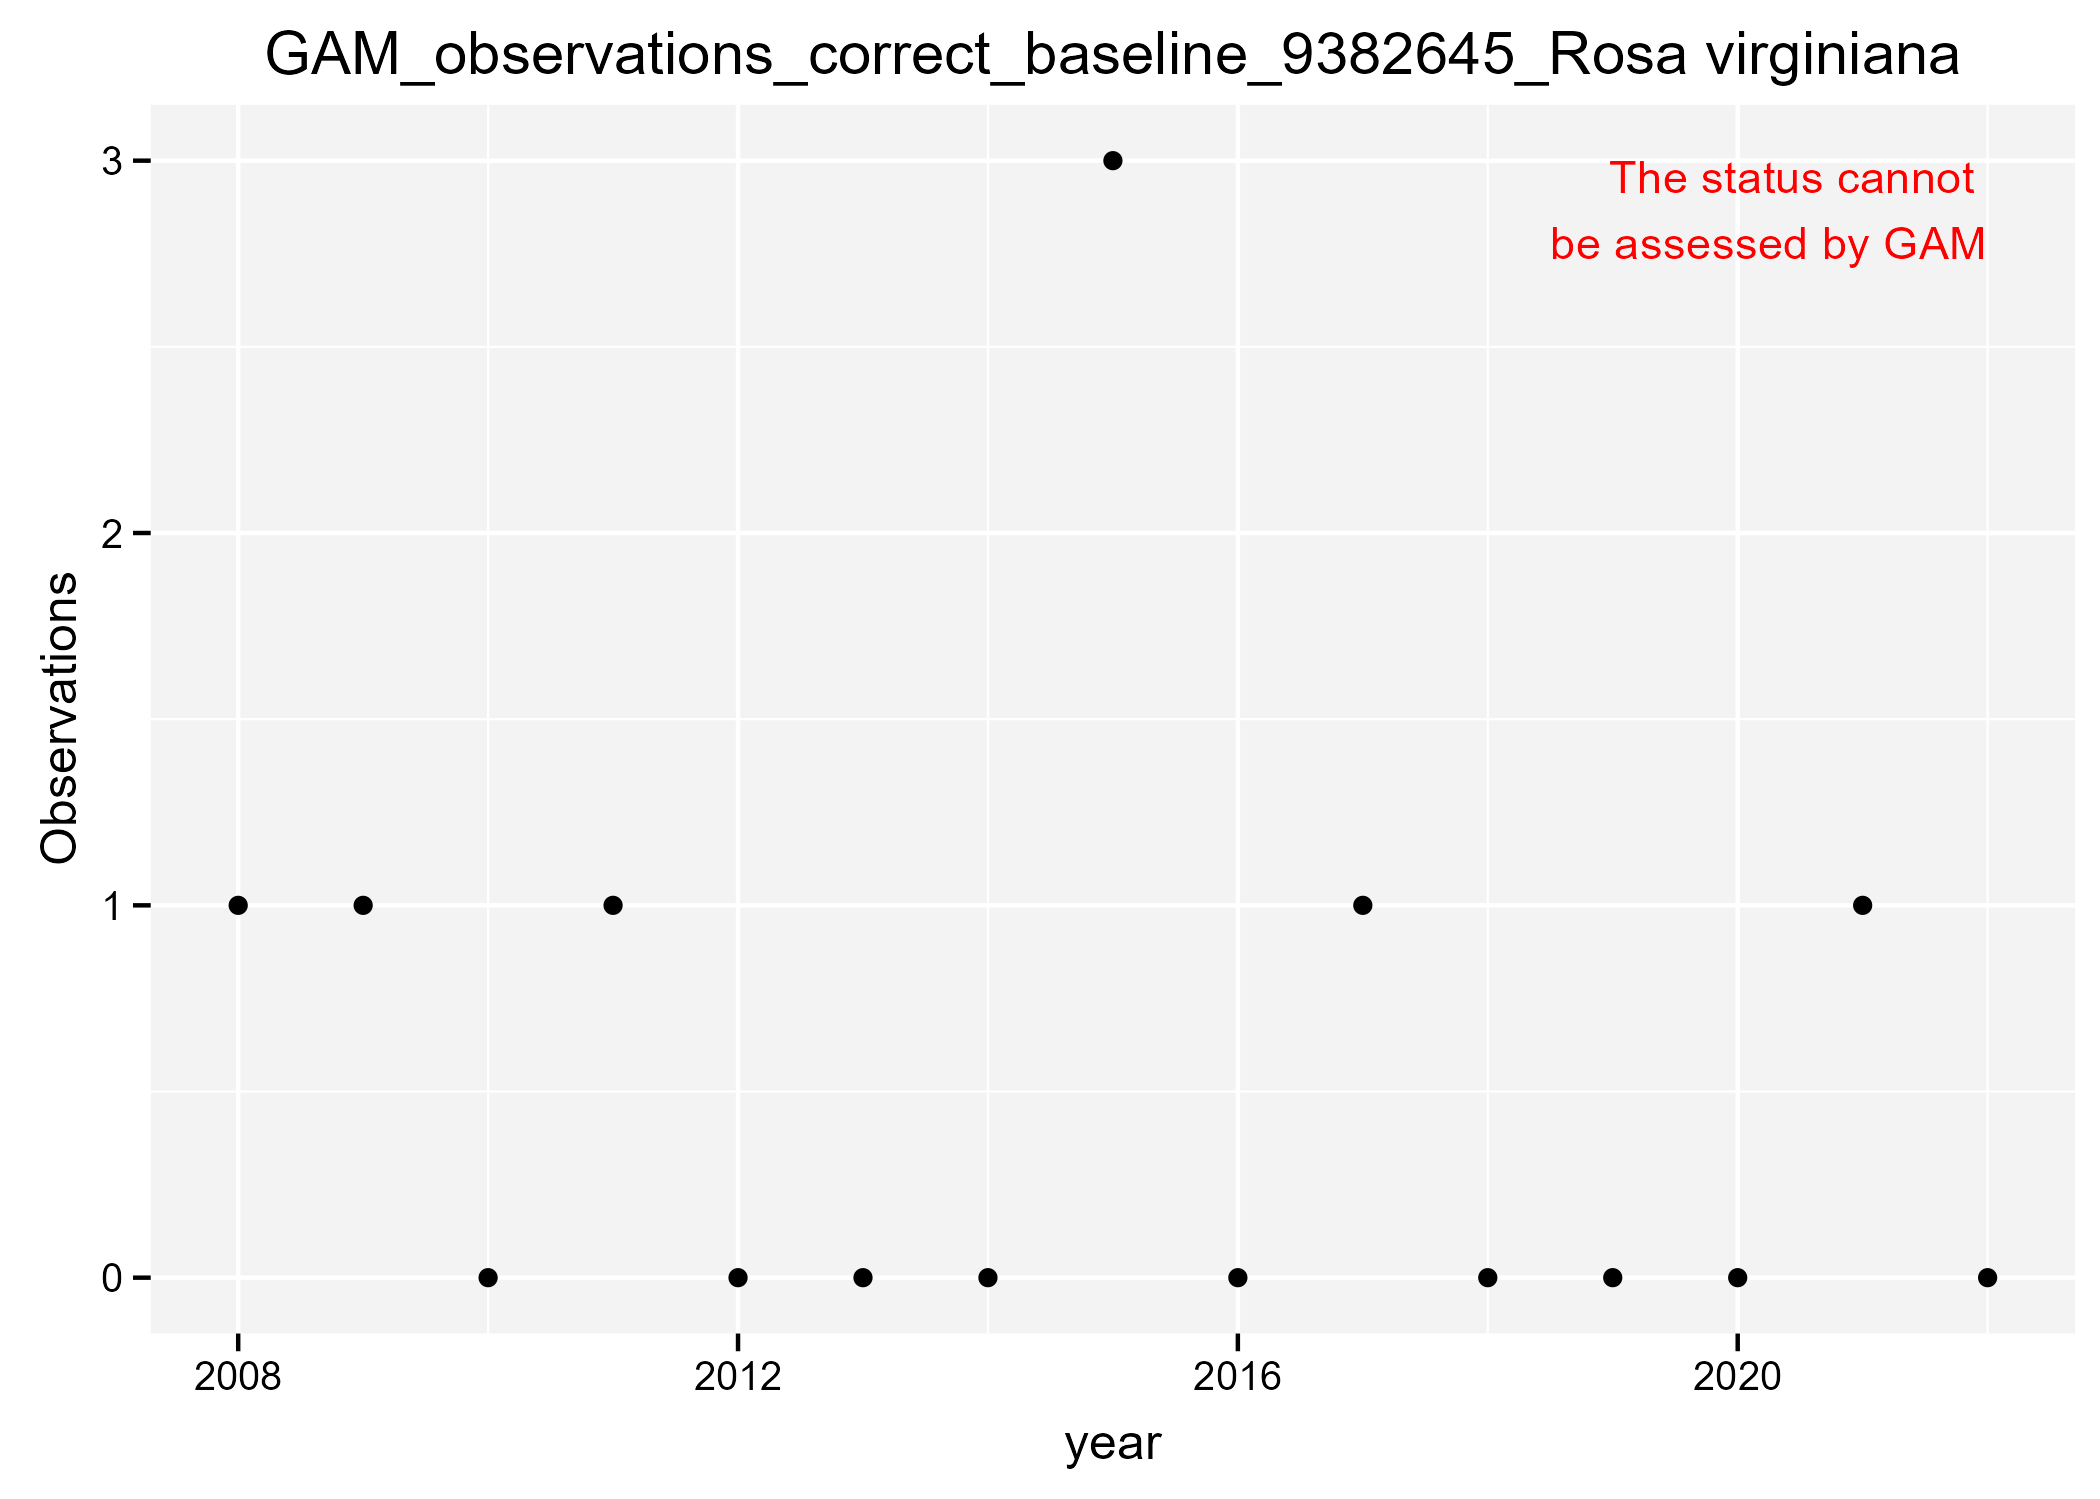 GAM_observations_correct_baseline_9382645_Rosa virginiana
The status cannot
be assessed by GAM
3
2
1
0
Observations
2008 2012 2016 2020
year